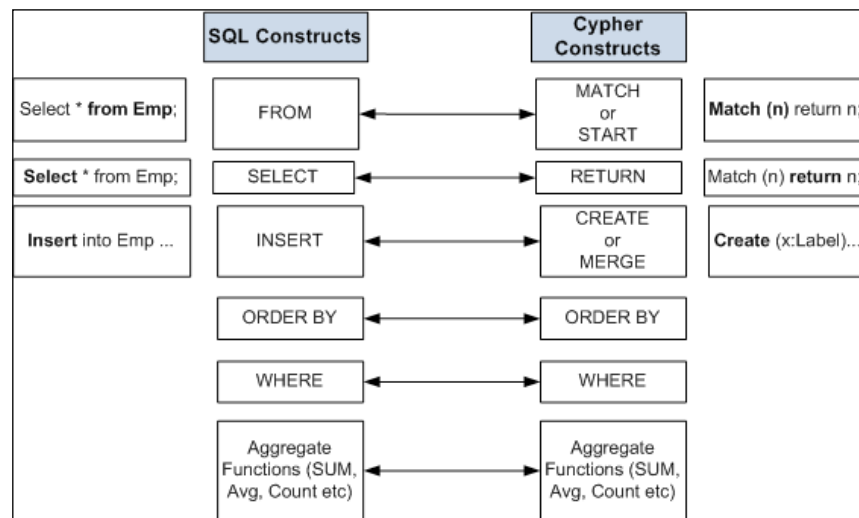 SQL Constructs
Cypher
Constructs
Select * from Emp;
FROM
MATCH
or
START
Match (n) return n;
Select * from Emp;
SELECT
RETURN
Match (n) return n;
Insert into Emp ...
INSERT
CREATE
or
MERGE
Create (x:Label)...
ORDER BY
ORDER BY
WHERE
WHERE
Aggregate
Functions (SUM,
Avg, Count etc)
Aggregate
Functions (SUM,
Avg, Count etc)